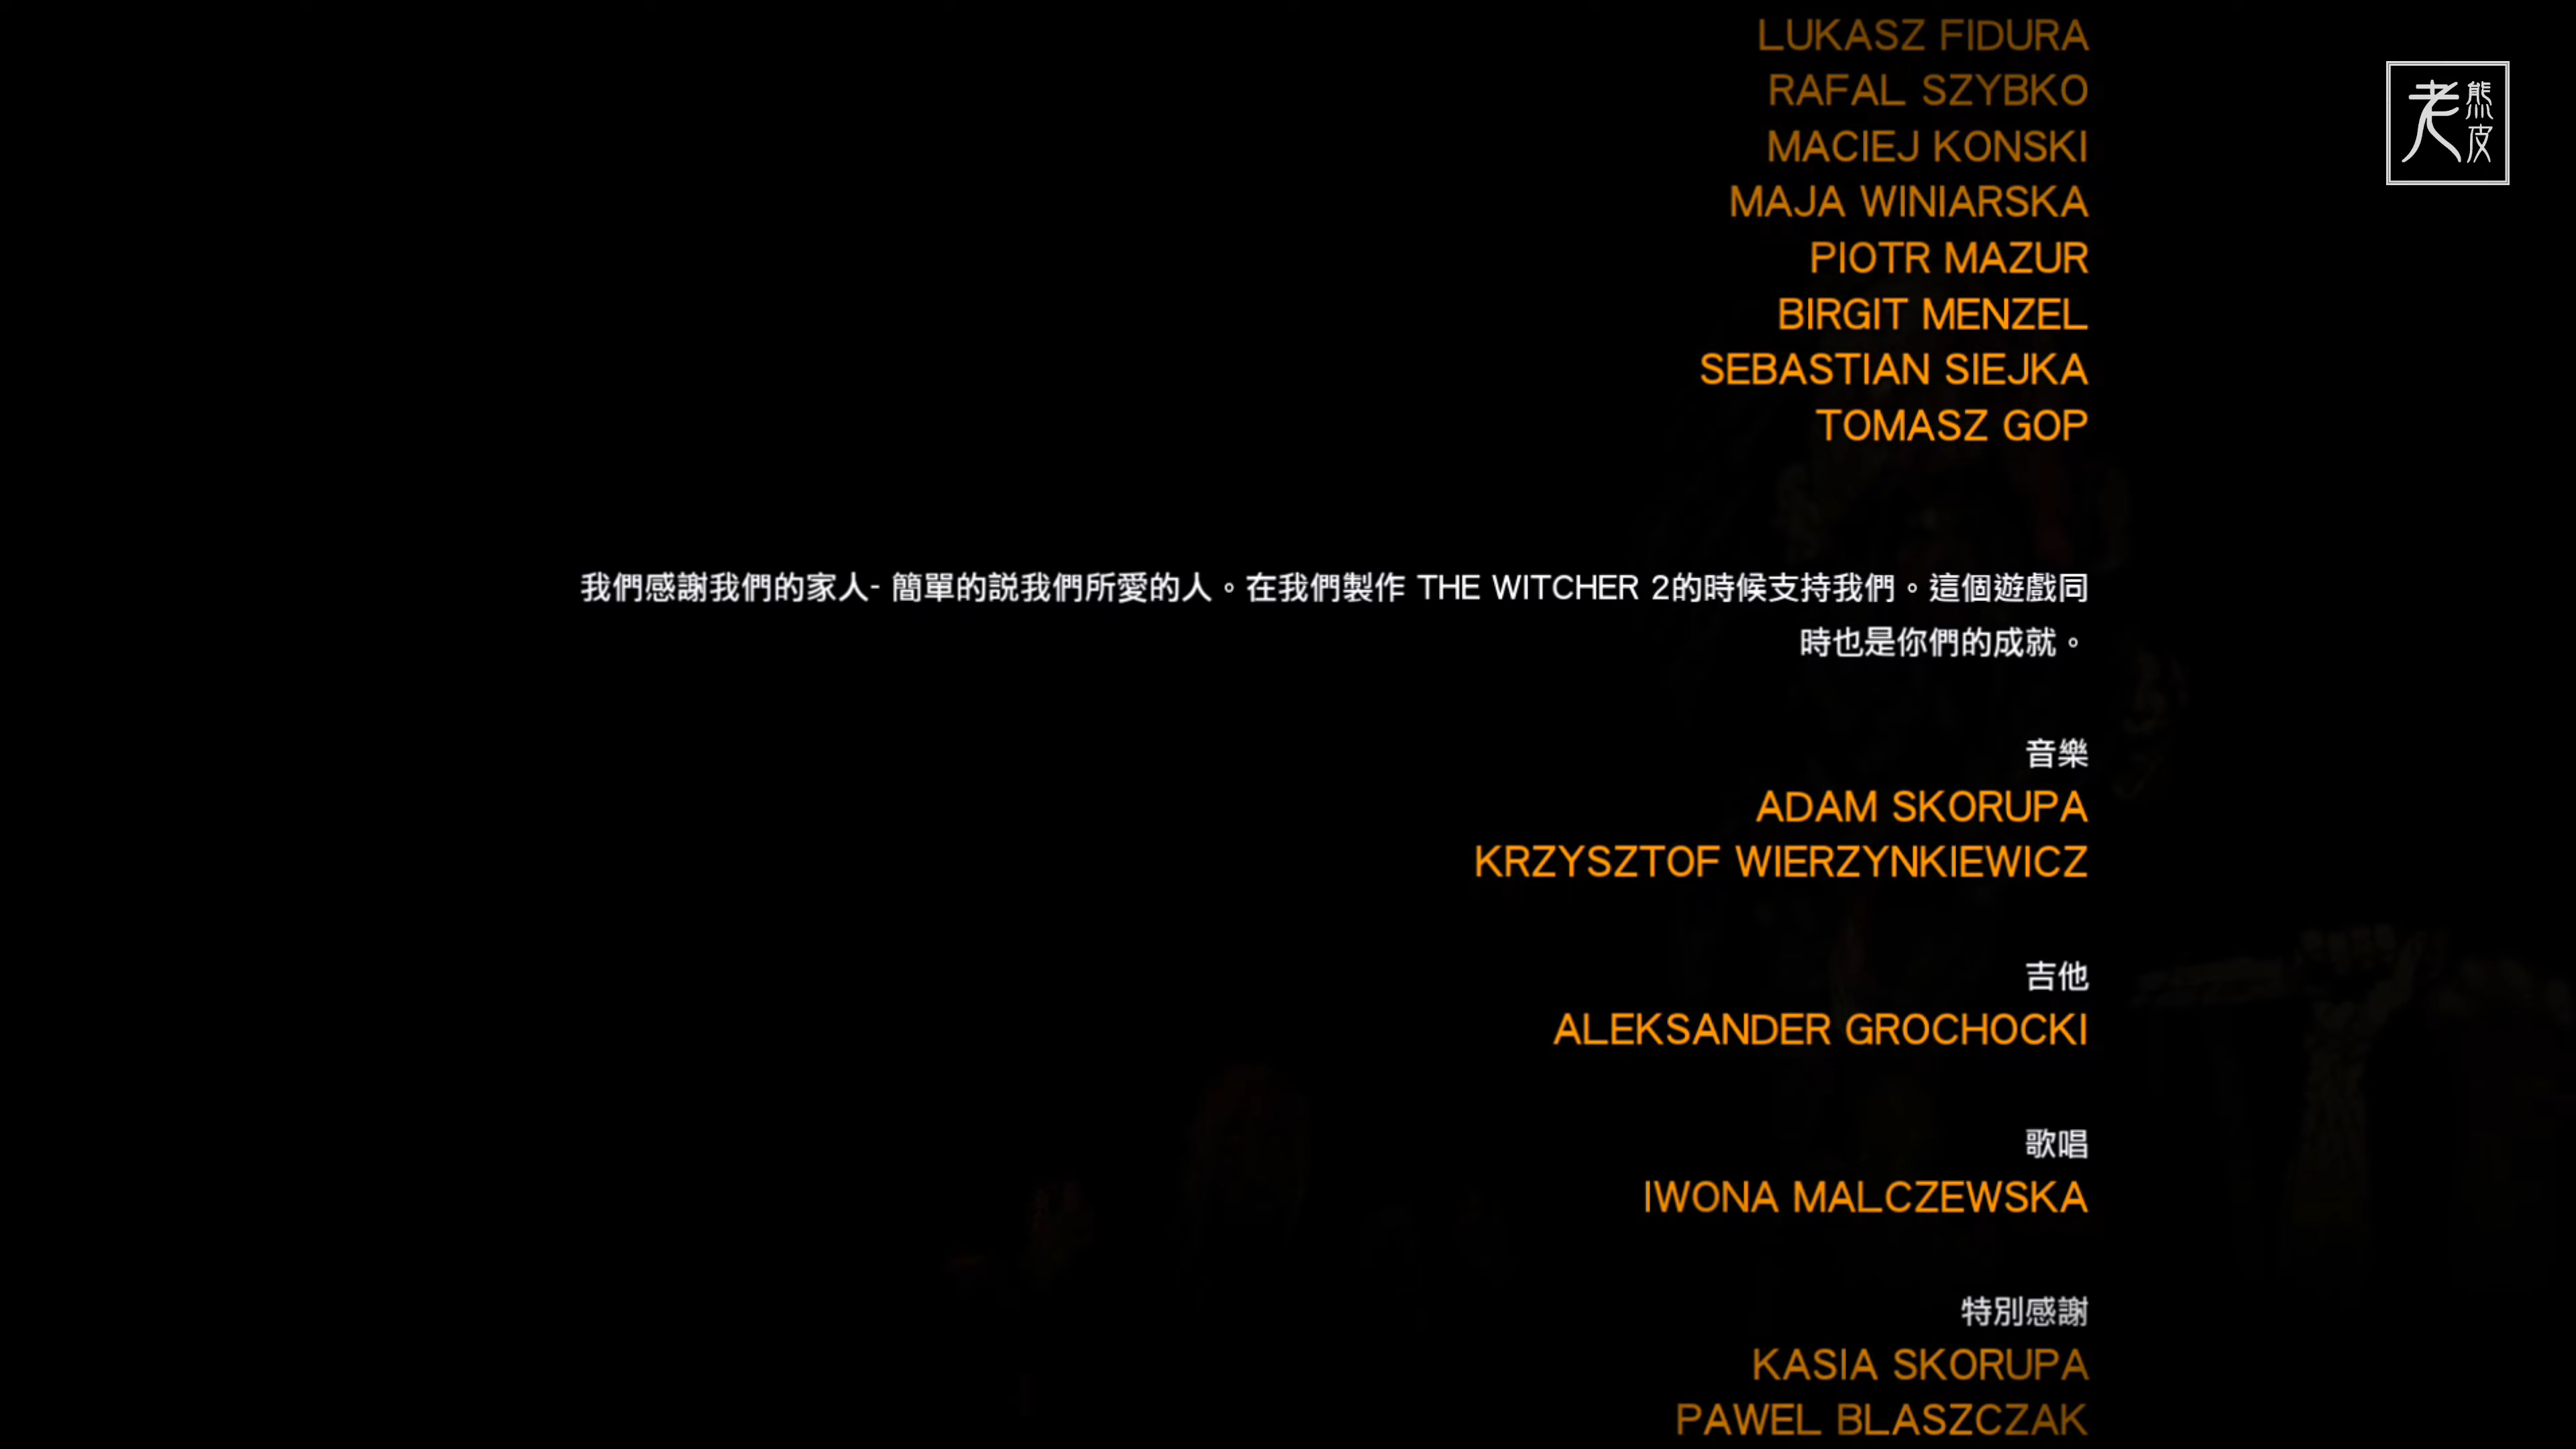 LUKASZ FIDURA
RAFAL SZYBKO
MACIEJ KONSKI
MAJA WINIARSKA
PIOTR MAZUR
BIRGIT MENZEL
SEBASTIAN SIEJKA
TOMASZ GOP
我們感謝我們的家人- 簡單的説我們所愛的人。在我們製作 THE WITCHER 2的時候支持我們。這個遊戲同
時也是你們的成就。
音樂
ADAM SKORUPA
KRZYSZTOF WIERZYNKIEWICZ
吉他
ALEKSANDER GROCHOCKI
歌唱
IWONA MALCZEWSKA
特別感謝
KASIA SKORUPA
PAWEL BLASZCZAK
老熊皮